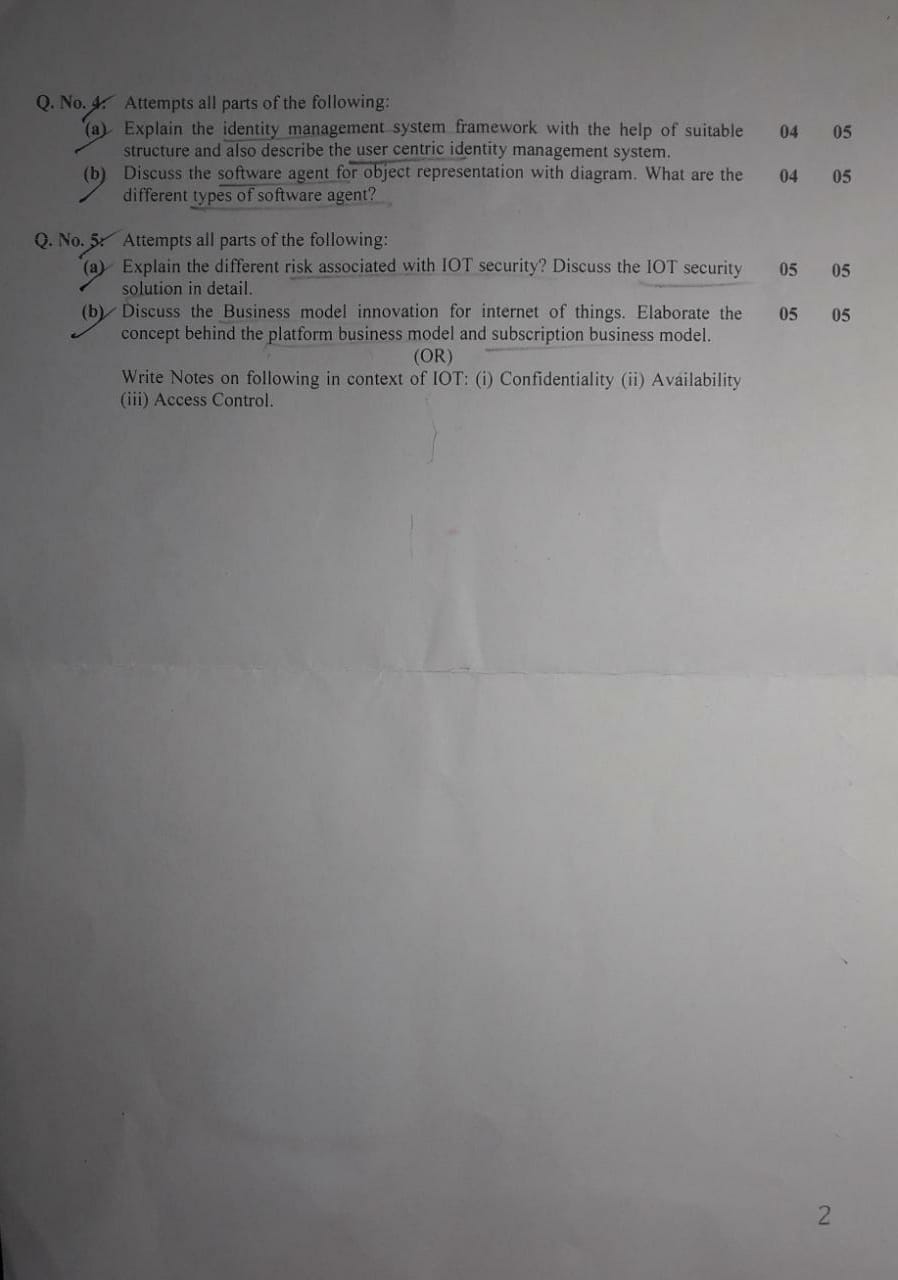 Q. No. 4: Attempts all parts of the following:
(a) Explain the identity management system framework with the help of suitable 04 05
structure and also describe the user centric identity management system.
(b) Discuss the software agent for object representation with diagram. What are the 04 05
different types of software agent?
Q. No. 5: Attempts all parts of the following:
(a) Explain the different risk associated with IOT security? Discuss the IOT security 05 05
solution in detail.
(b) Discuss the Business model innovation for internet of things. Elaborate the 05 05
concept behind the platform business model and subscription business model.
(OR)
Write Notes on following in context of IOT: (i) Confidentiality (ii) Availability
(iii) Access Control.
2